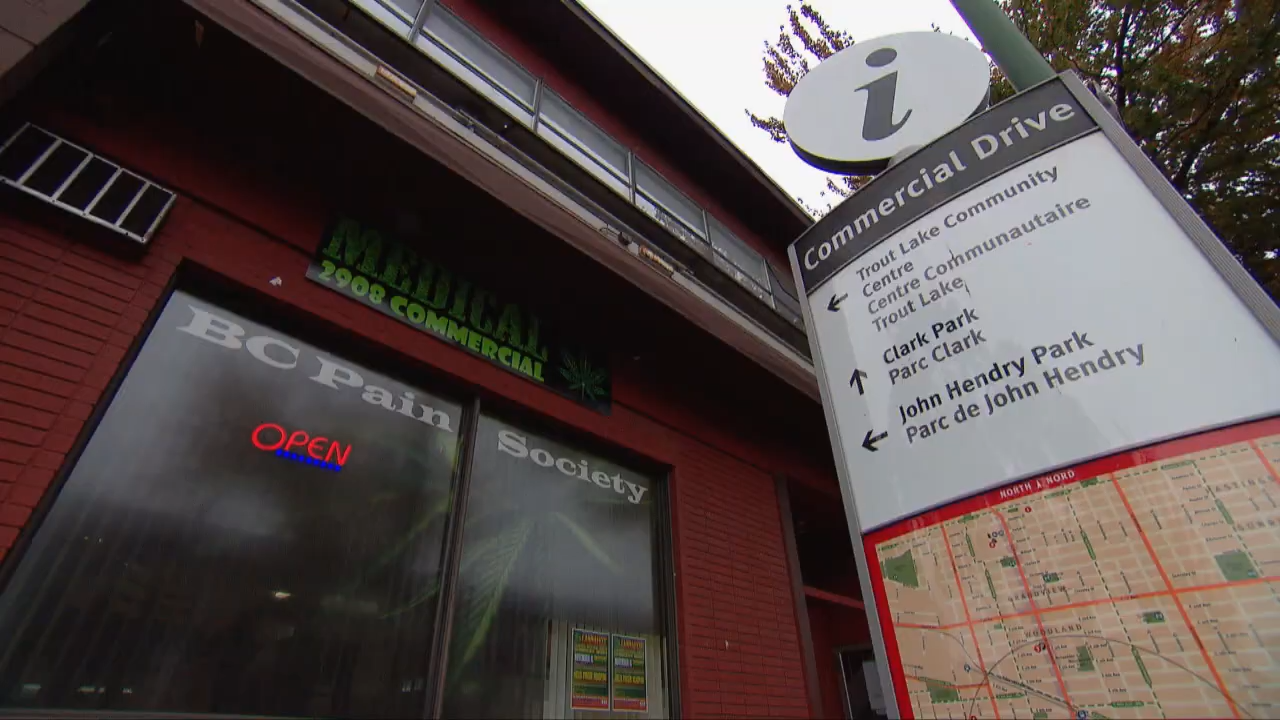 MEDICAL
2908 COMMERCIAL
BC Pain Society
OPEN
i
Commercial Drive
Trout Lake Community
Centre
Centre Communautaire
Trout Lake
Clark Park
Parc Clark
John Hendry Park
Parc de John Hendry
NORTH NORD
WOODLAND